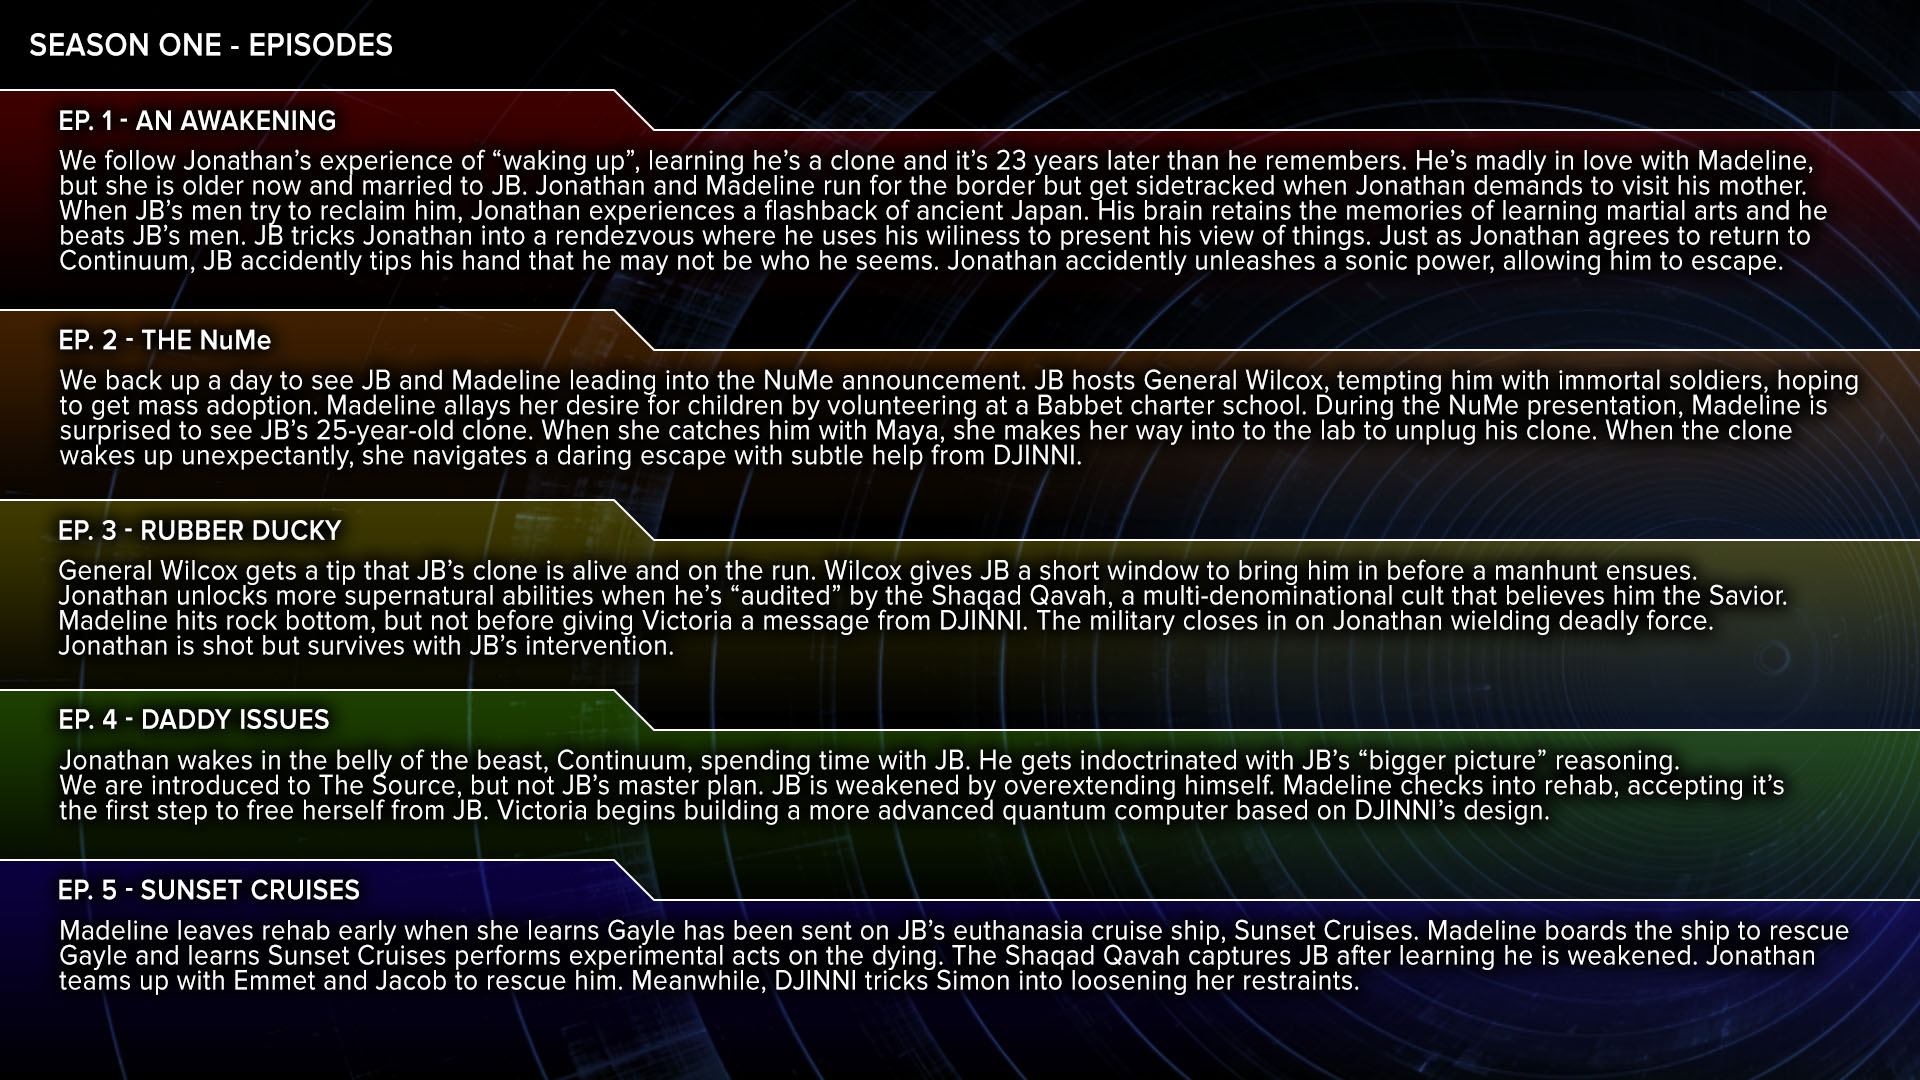 SEASON ONE - EPISODES
EP. 1 - AN AWAKENING
We follow Jonathan’s experience of “waking up”, learning he’s a clone and it’s 23 years later than he remembers. He’s madly in love with Madeline,
but she is older now and married to JB. Jonathan and Madeline run for the border but get sidetracked when Jonathan demands to visit his mother.
When JB’s men try to reclaim him, Jonathan experiences a flashback of ancient Japan. His brain retains the memories of learning martial arts and he
beats JB’s men. JB tricks Jonathan into a rendezvous where he uses his wiliness to present his view of things. Just as Jonathan agrees to return to
Continuum, JB accidently tips his hand that he may not be who he seems. Jonathan accidently unleashes a sonic power, allowing him to escape.
EP. 2 - THE NuMe
We back up a day to see JB and Madeline leading into the NuMe announcement. JB hosts General Wilcox, tempting him with immortal soldiers, hoping
to get mass adoption. Madeline allays her desire for children by volunteering at a Babbet charter school. During the NuMe presentation, Madeline is
surprised to see JB’s 25-year-old clone. When she catches him with Maya, she makes her way into to the lab to unplug his clone. When the clone
wakes up unexpectantly, she navigates a daring escape with subtle help from DJINNI.
EP. 3 - RUBBER DUCKY
General Wilcox gets a tip that JB’s clone is alive and on the run. Wilcox gives JB a short window to bring him in before a manhunt ensues.
Jonathan unlocks more supernatural abilities when he’s “audited” by the Shaqad Qavah, a multi-denominational cult that believes him the Savior.
Madeline hits rock bottom, but not before giving Victoria a message from DJINNI. The military closes in on Jonathan wielding deadly force.
Jonathan is shot but survives with JB’s intervention.
EP. 4 - DADDY ISSUES
Jonathan wakes in the belly of the beast, Continuum, spending time with JB. He gets indoctrinated with JB’s “bigger picture” reasoning.
We are introduced to The Source, but not JB’s master plan. JB is weakened by overextending himself. Madeline checks into rehab, accepting it’s
the first step to free herself from JB. Victoria begins building a more advanced quantum computer based on DJINNI’s design.
EP. 5 - SUNSET CRUISES
Madeline leaves rehab early when she learns Gayle has been sent on JB’s euthanasia cruise ship, Sunset Cruises. Madeline boards the ship to rescue
Gayle and learns Sunset Cruises performs experimental acts on the dying. The Shaqad Qavah captures JB after learning he is weakened. Jonathan
teams up with Emmet and Jacob to rescue him. Meanwhile, DJINNI tricks Simon into loosening her restraints.